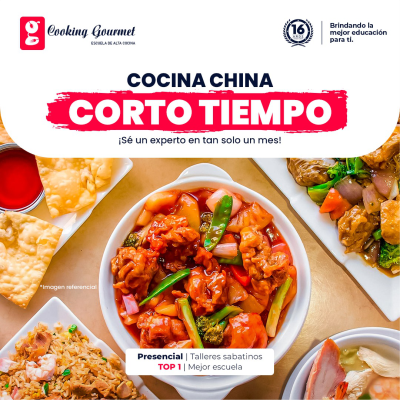 g Cooking Gourmet
ESCUELA DE ALTA COCINA
16
Brindando la
mejor educación
para ti.
COCINA CHINA
CORTO TIEMPO
¡Sé un experto en tan solo un mes!
*Imagen referencial
Presencial | Talleres sabatinos
TOP 1 | Mejor escuela